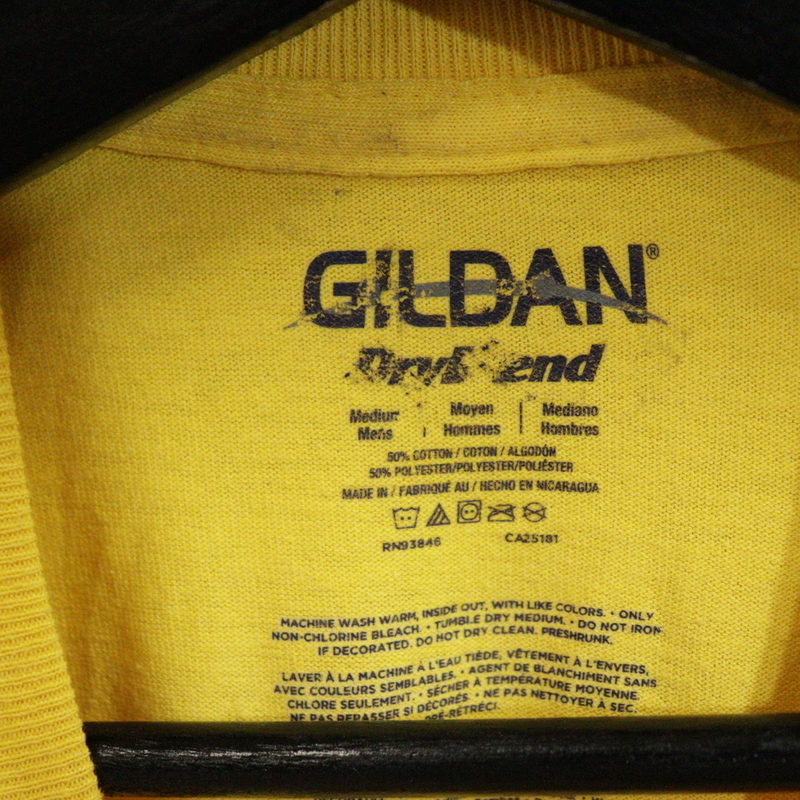 GILDAN®
DryBlend
Medium | Moyen | Mediano
Mens | Hommes | Hombres
50% COTTON / COTON / ALGODÓN
50% POLYESTER/POLYESTER/POLIÉSTER
MADE IN / FABRIQUÉ AU / HECHO EN NICARAGUA
RN93846 CA25181
MACHINE WASH WARM, INSIDE OUT, WITH LIKE COLORS. • ONLY
NON-CHLORINE BLEACH. • TUMBLE DRY MEDIUM. • DO NOT IRON
IF DECORATED. DO NOT DRY CLEAN. PRESHRUNK.
LAVER À LA MACHINE À L'EAU TIÈDE, VÊTEMENT À L'ENVERS,
AVEC COULEURS SEMBLABLES. • AGENT DE BLANCHIMENT SANS
CHLORE SEULEMENT. • SÉCHER À TEMPÉRATURE MOYENNE.
NE PAS REPASSER SI DÉCORÉS. • NE PAS NETTOYER À SEC.
PRÉ-RÉTRÉCI.